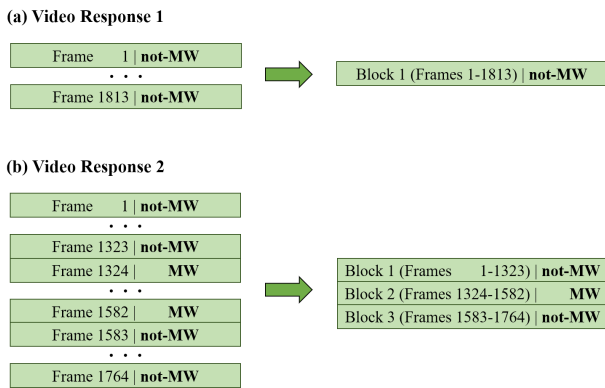 (a) Video Response 1
Frame 1 | not-MW
. . .
Frame 1813 | not-MW
Block 1 (Frames 1-1813) | not-MW
(b) Video Response 2
Frame 1 | not-MW
. . .
Frame 1323 | not-MW
Frame 1324 | MW
. . .
Frame 1582 | MW
Frame 1583 | not-MW
. . .
Frame 1764 | not-MW
Block 1 (Frames 1-1323) | not-MW
Block 2 (Frames 1324-1582) | MW
Block 3 (Frames 1583-1764) | not-MW